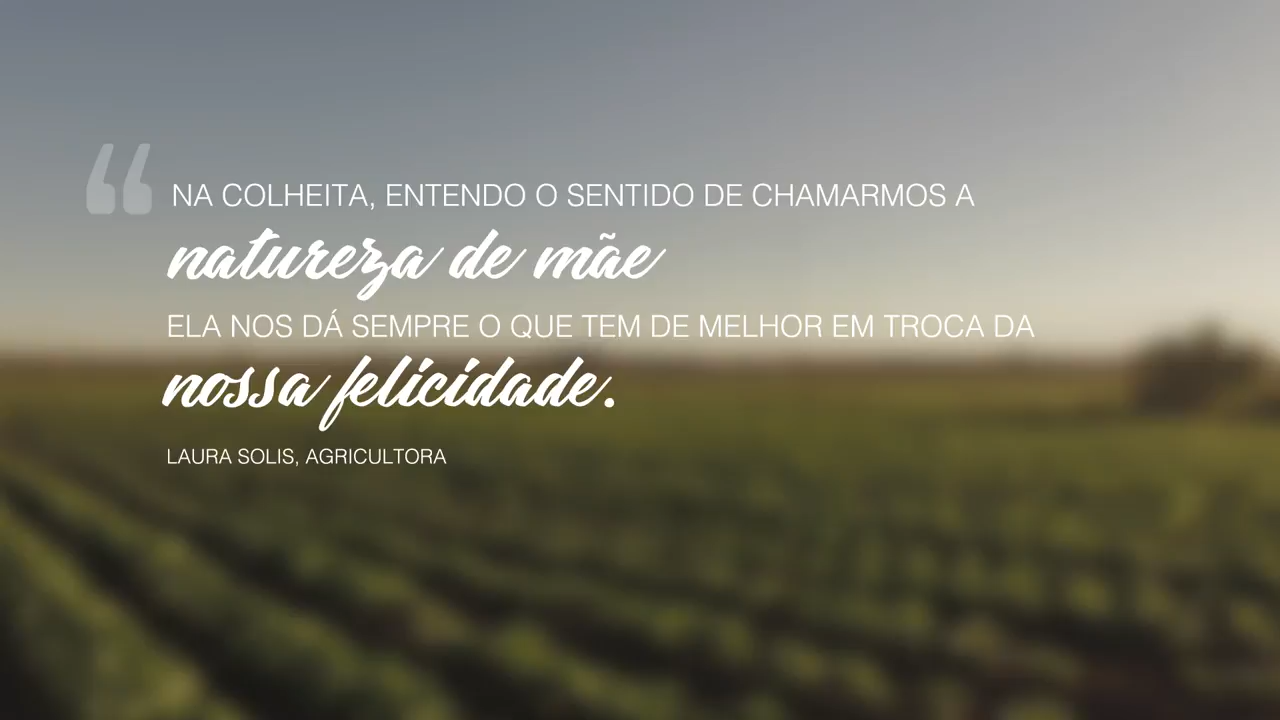 “ NA COLHEITA, ENTENDO O SENTIDO DE CHAMARMOS A
natureza de mãe
ELA NOS DÁ SEMPRE O QUE TEM DE MELHOR EM TROCA DA
nossa felicidade.
LAURA SOLIS, AGRICULTORA